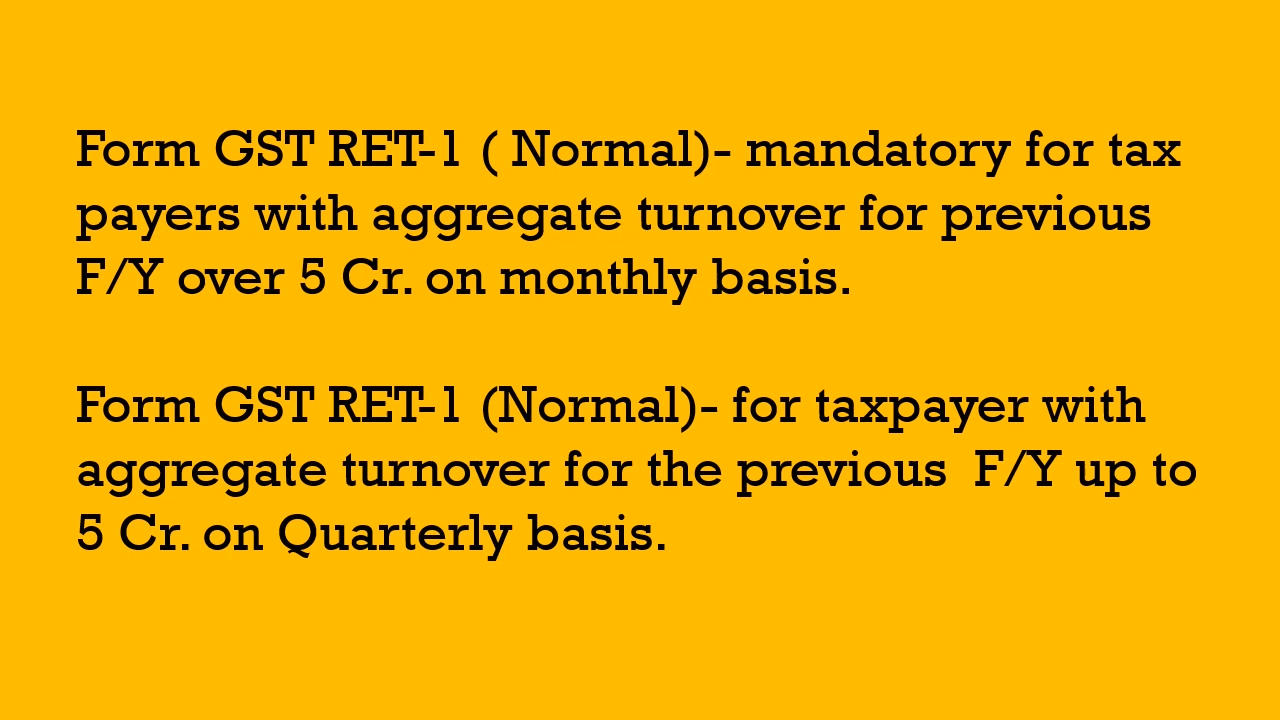 Form GST RET-1 ( Normal)- mandatory for tax
payers with aggregate turnover for previous
F/Y over 5 Cr. on monthly basis.
Form GST RET-1 (Normal)- for taxpayer with
aggregate turnover for the previous  F/Y up to
5 Cr. on Quarterly basis.